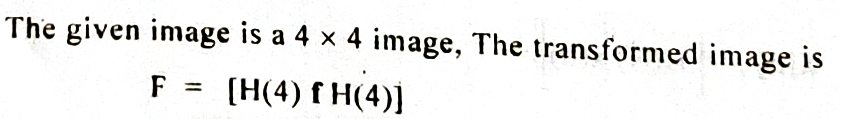 The given image is a 4 × 4 image, The transformed image is
F = [H(4) f H(4)]